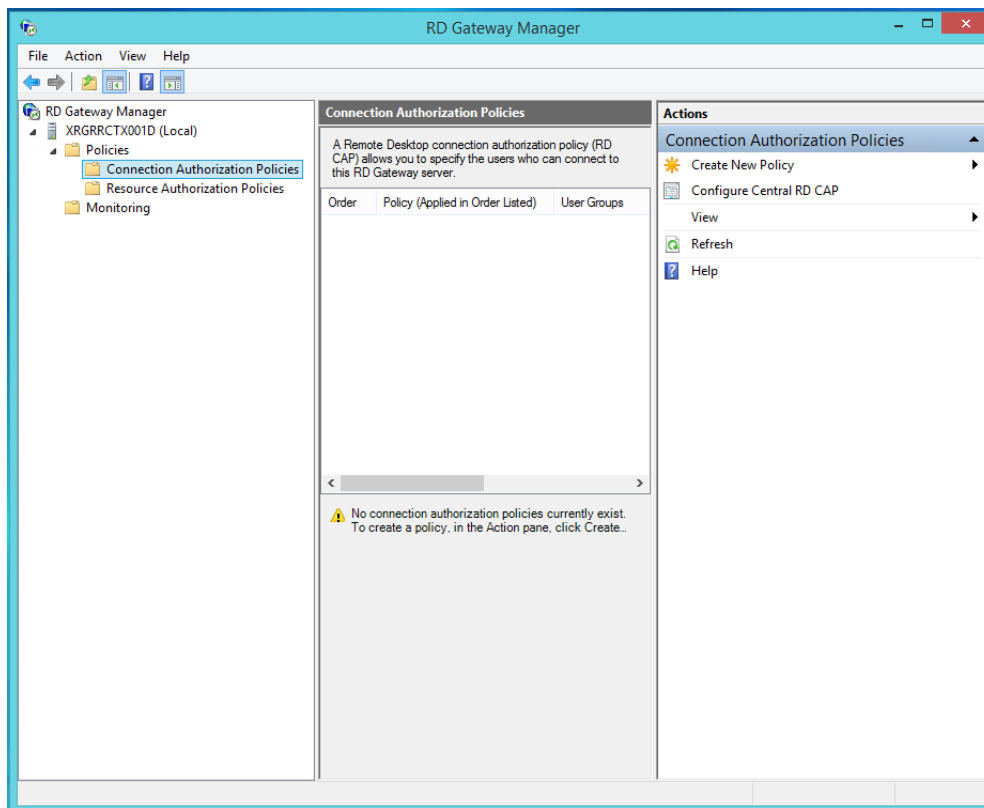 RD Gateway Manager
File Action View Help
RD Gateway Manager
XRGRRCTX001D (Local)
Policies
Connection Authorization Policies
Resource Authorization Policies
Monitoring
Connection Authorization Policies
A Remote Desktop connection authorization policy (RD
CAP) allows you to specify the users who can connect to
this RD Gateway server.
Order Policy (Applied in Order Listed) User Groups
No connection authorization policies currently exist.
To create a policy, in the Action pane, click Create...
Actions
Connection Authorization Policies
Create New Policy
Configure Central RD CAP
View
Refresh
Help